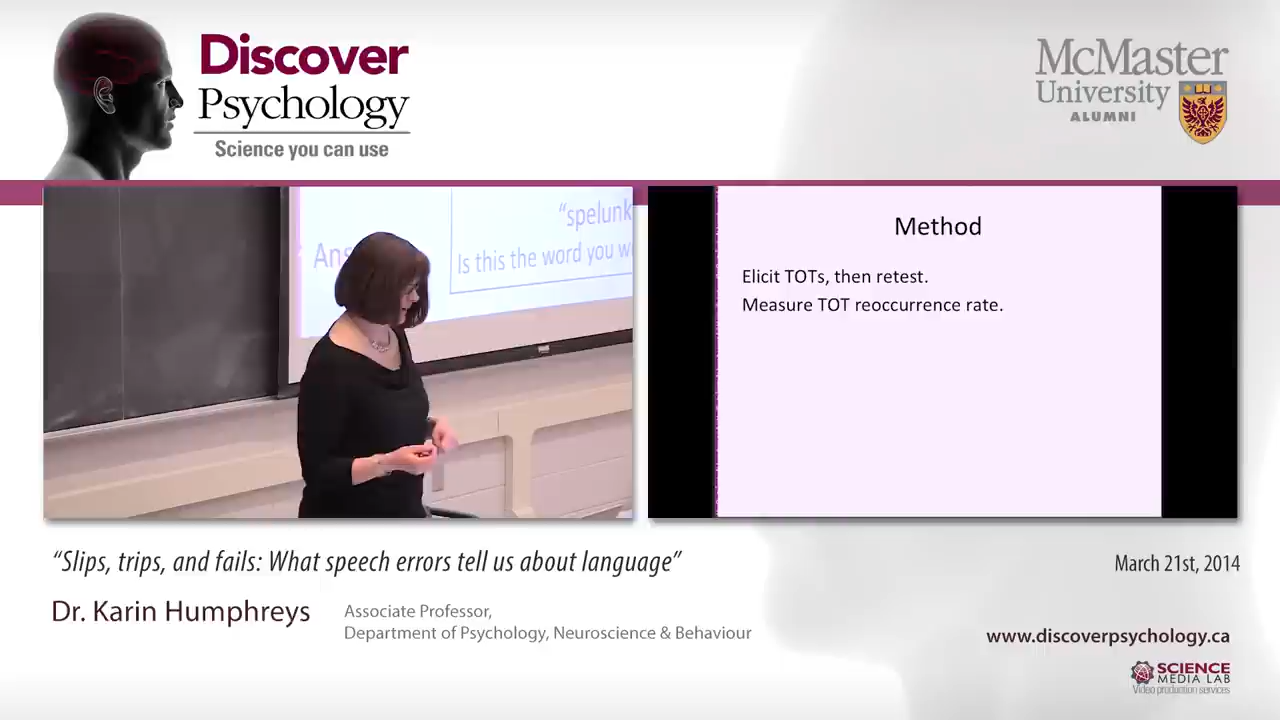 Discover
Psychology
Science you can use
McMaster
University
ALUMNI
"spelunk
Ans
Is this the word you w
Method
Elicit TOTs, then retest.
Measure TOT reoccurrence rate.
"Slips, trips, and fails: What speech errors tell us about language"
March 21st, 2014
Dr. Karin Humphreys
Associate Professor,
Department of Psychology, Neuroscience & Behaviour
www.discoverpsychology.ca
SCIENCE
MEDIA LAB
Video production services